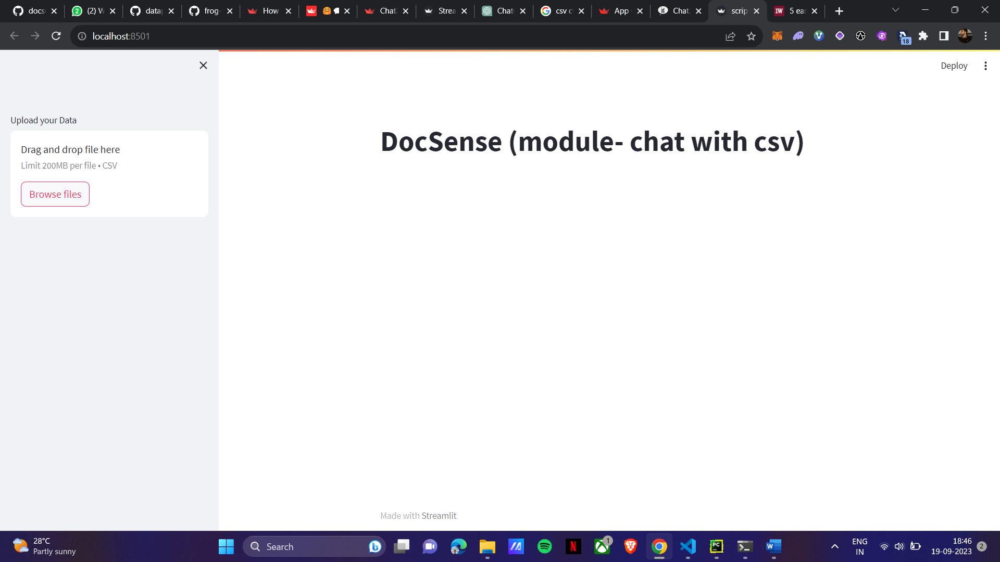 docs
(2) W
datap
frog-
How
Chat
Strea
Chat
csv c
App
Chat
scrip
5 eas
localhost:8501
18
Deploy
Upload your Data
Drag and drop file here
Limit 200MB per file • CSV
Browse files
DocSense (module- chat with csv)
Made with Streamlit
28°C
Partly sunny
Search
1
ENG
IN
18:46
19-09-2023
2